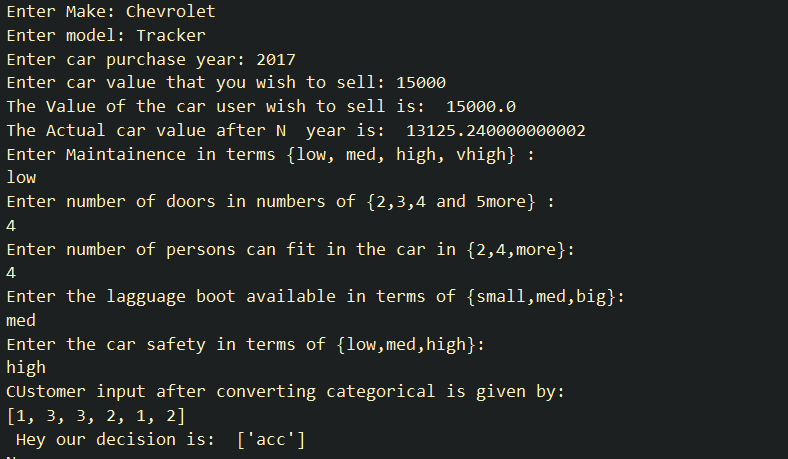 Enter Make: Chevrolet
Enter model: Tracker
Enter car purchase year: 2017
Enter car value that you wish to sell: 15000
The Value of the car user wish to sell is:  15000.0
The Actual car value after N  year is:  13125.240000000002
Enter Maintainence in terms {low, med, high, vhigh} :
low
Enter number of doors in numbers of {2,3,4 and 5more} :
4
Enter number of persons can fit in the car in {2,4,more}:
4
Enter the lagguage boot available in terms of {small,med,big}:
med
Enter the car safety in terms of {low,med,high}:
high
CUstomer input after converting categorical is given by:
[1, 3, 3, 2, 1, 2]
 Hey our decision is:  ['acc']